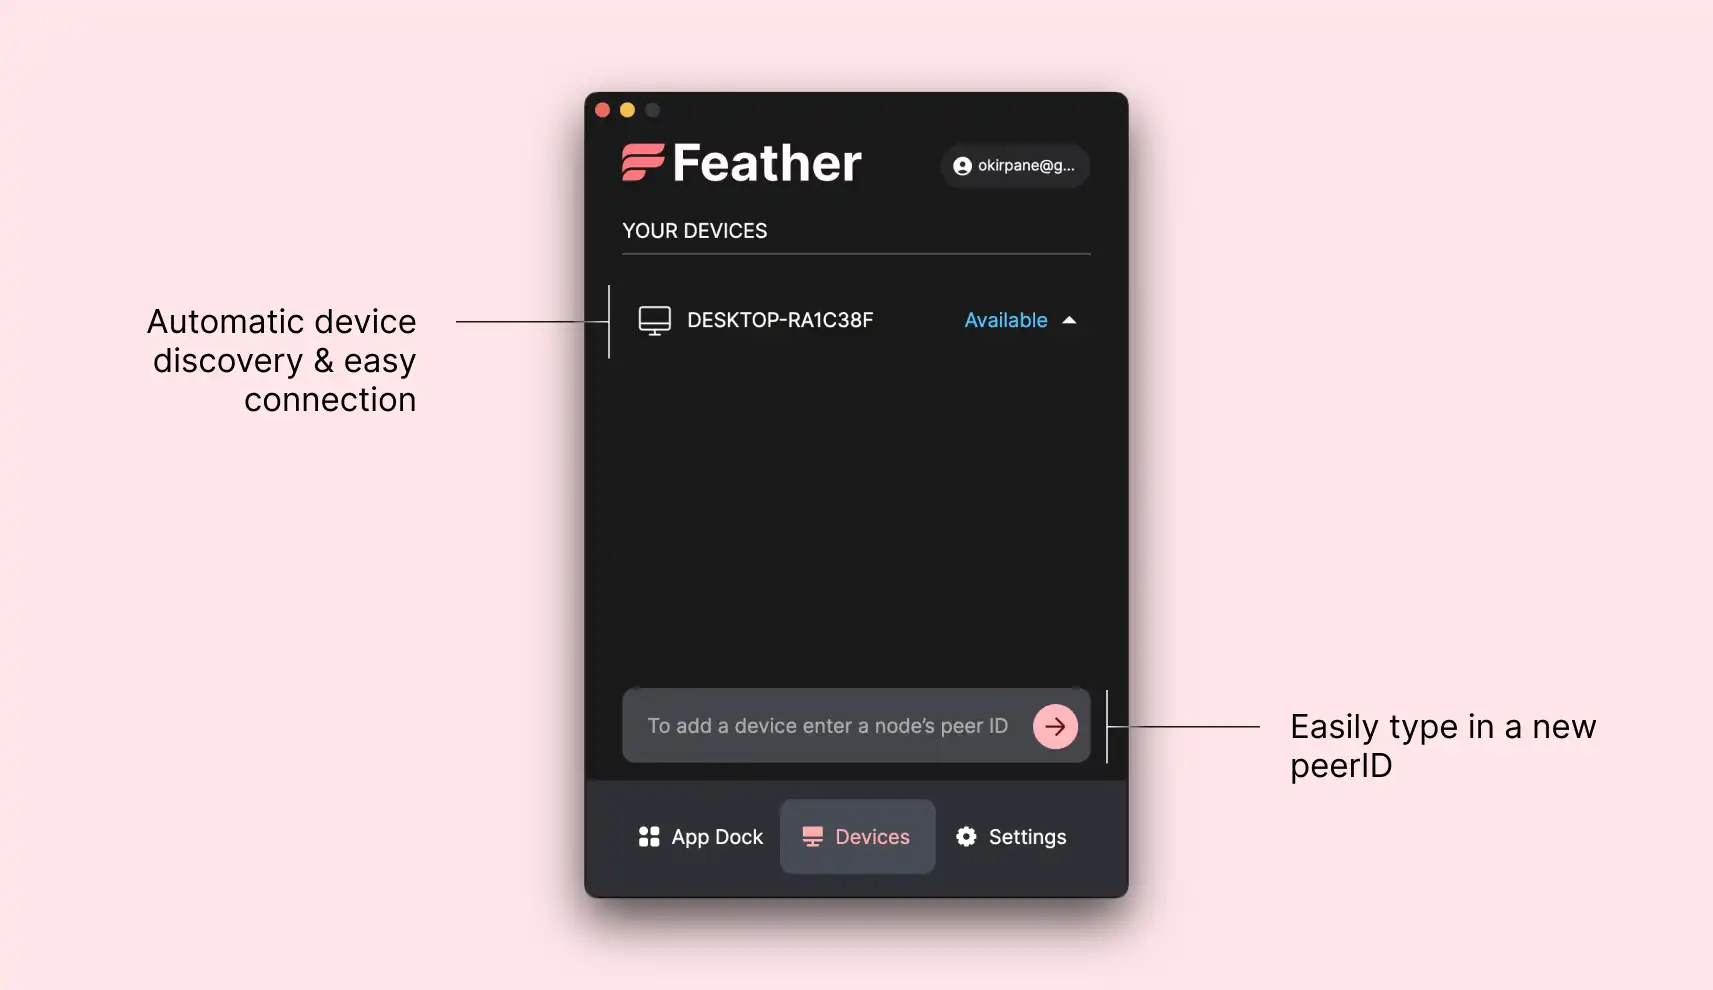 Feather
okirpane@g...
YOUR DEVICES
DESKTOP-RA1C38F
Available
Automatic device
discovery & easy
connection
To add a device enter a node’s peer ID
Easily type in a new
peerID
App Dock
Devices
Settings